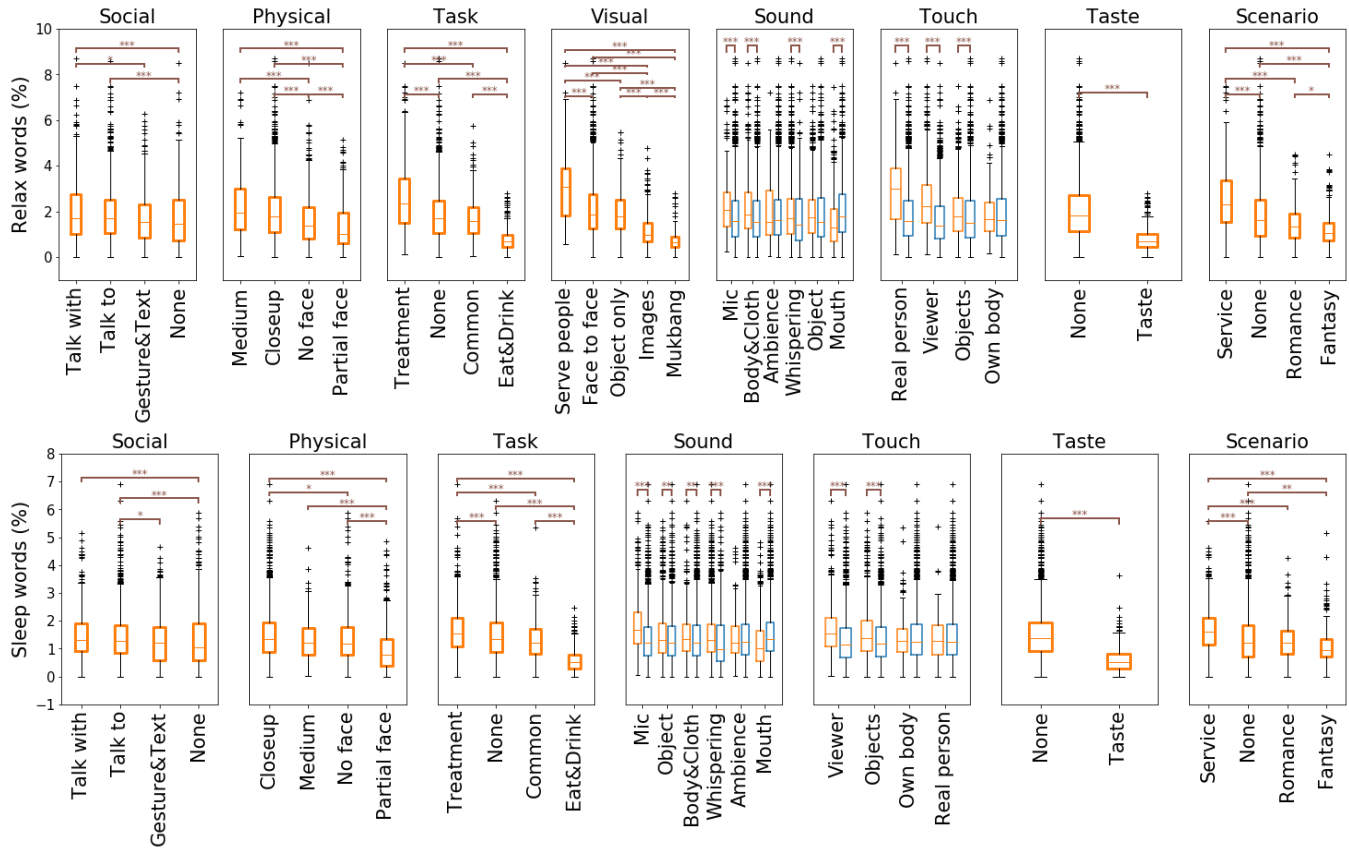 Social Physical Task Visual Sound Touch Taste Scenario
Relax words (%)
10
8
6
4
2
0
*** * ***
*** *** *** *** ***
*** *** *** *** ***
*** *** *** *** *** *** *** ***
*** *** *** ***
*** *** ***
***
*** *** *** *** *
Talk with Talk to Gesture&Text None
Medium Closeup No face Partial face
Treatment None Common Eat&Drink
Serve people Face to face Object only Images Mukbang
Mic Body&Cloth Ambience Whispering Object Mouth
Real person Viewer Objects Own body
None Taste
Service None Romance Fantasy
Social Physical Task Sound Touch Taste Scenario
Sleep words (%)
8
7
6
5
4
3
2
1
0
−1
*** *** *
*** * *** ***
*** *** *** *** ***
*** ** ** *** ***
*** ***
***
*** ** *** ***
Talk with Talk to Gesture&Text None
Closeup Medium No face Partial face
Treatment None Common Eat&Drink
Mic Object Body&Cloth Whispering Ambience Mouth
Viewer Objects Own body Real person
None Taste
Service None Romance Fantasy